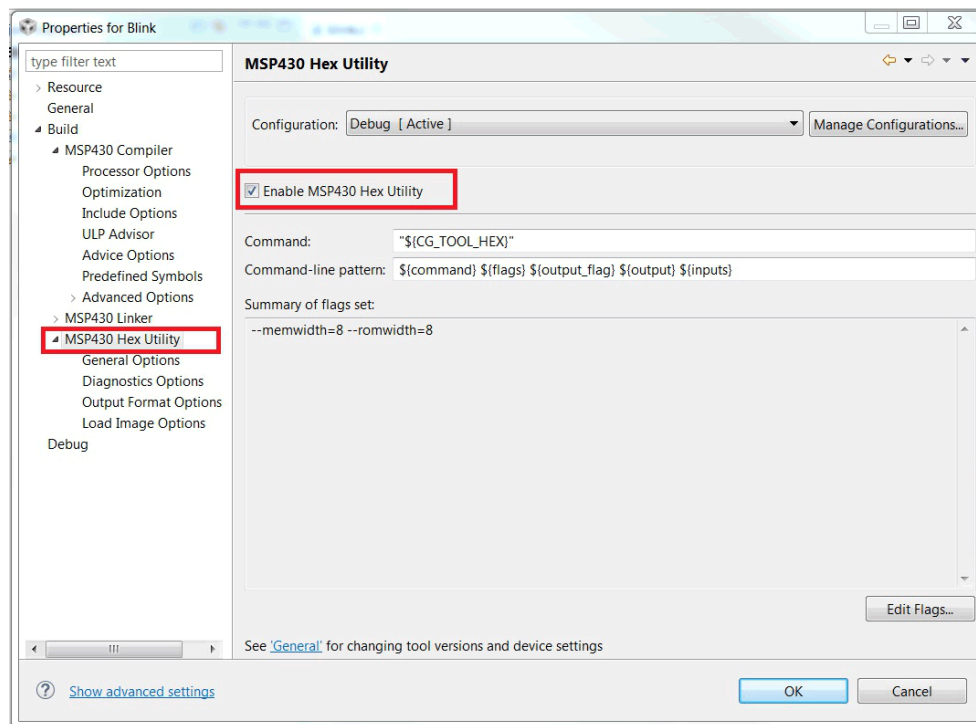 Properties for Blink
type filter text
Resource
General
Build
MSP430 Compiler
Processor Options
Optimization
Include Options
ULP Advisor
Advice Options
Predefined Symbols
Advanced Options
MSP430 Linker
MSP430 Hex Utility
General Options
Diagnostics Options
Output Format Options
Load Image Options
Debug
MSP430 Hex Utility
Configuration: Debug [ Active ] Manage Configurations...
Enable MSP430 Hex Utility
Command: "${CG_TOOL_HEX}"
Command-line pattern: ${command} ${flags} ${output_flag} ${output} ${inputs}
Summary of flags set:
--memwidth=8 --romwidth=8
Edit Flags...
See 'General' for changing tool versions and device settings
Show advanced settings
OK Cancel